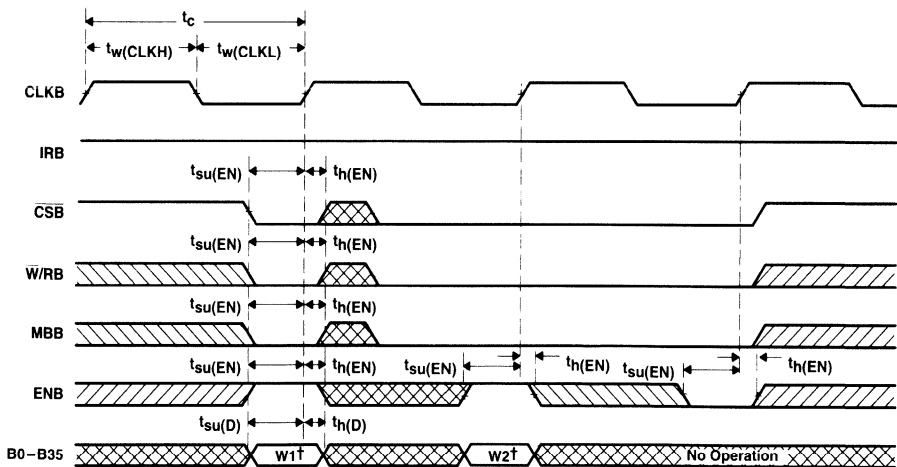 tc
tw(CLKH) tw(CLKL)
CLKB
IRB
tsu(EN) th(EN)
CSB
tsu(EN) th(EN)
W/RB
tsu(EN) th(EN)
MBB
tsu(EN) th(EN) tsu(EN) th(EN) tsu(EN) th(EN)
ENB
tsu(D) th(D)
B0–B35 W1† W2† No Operation